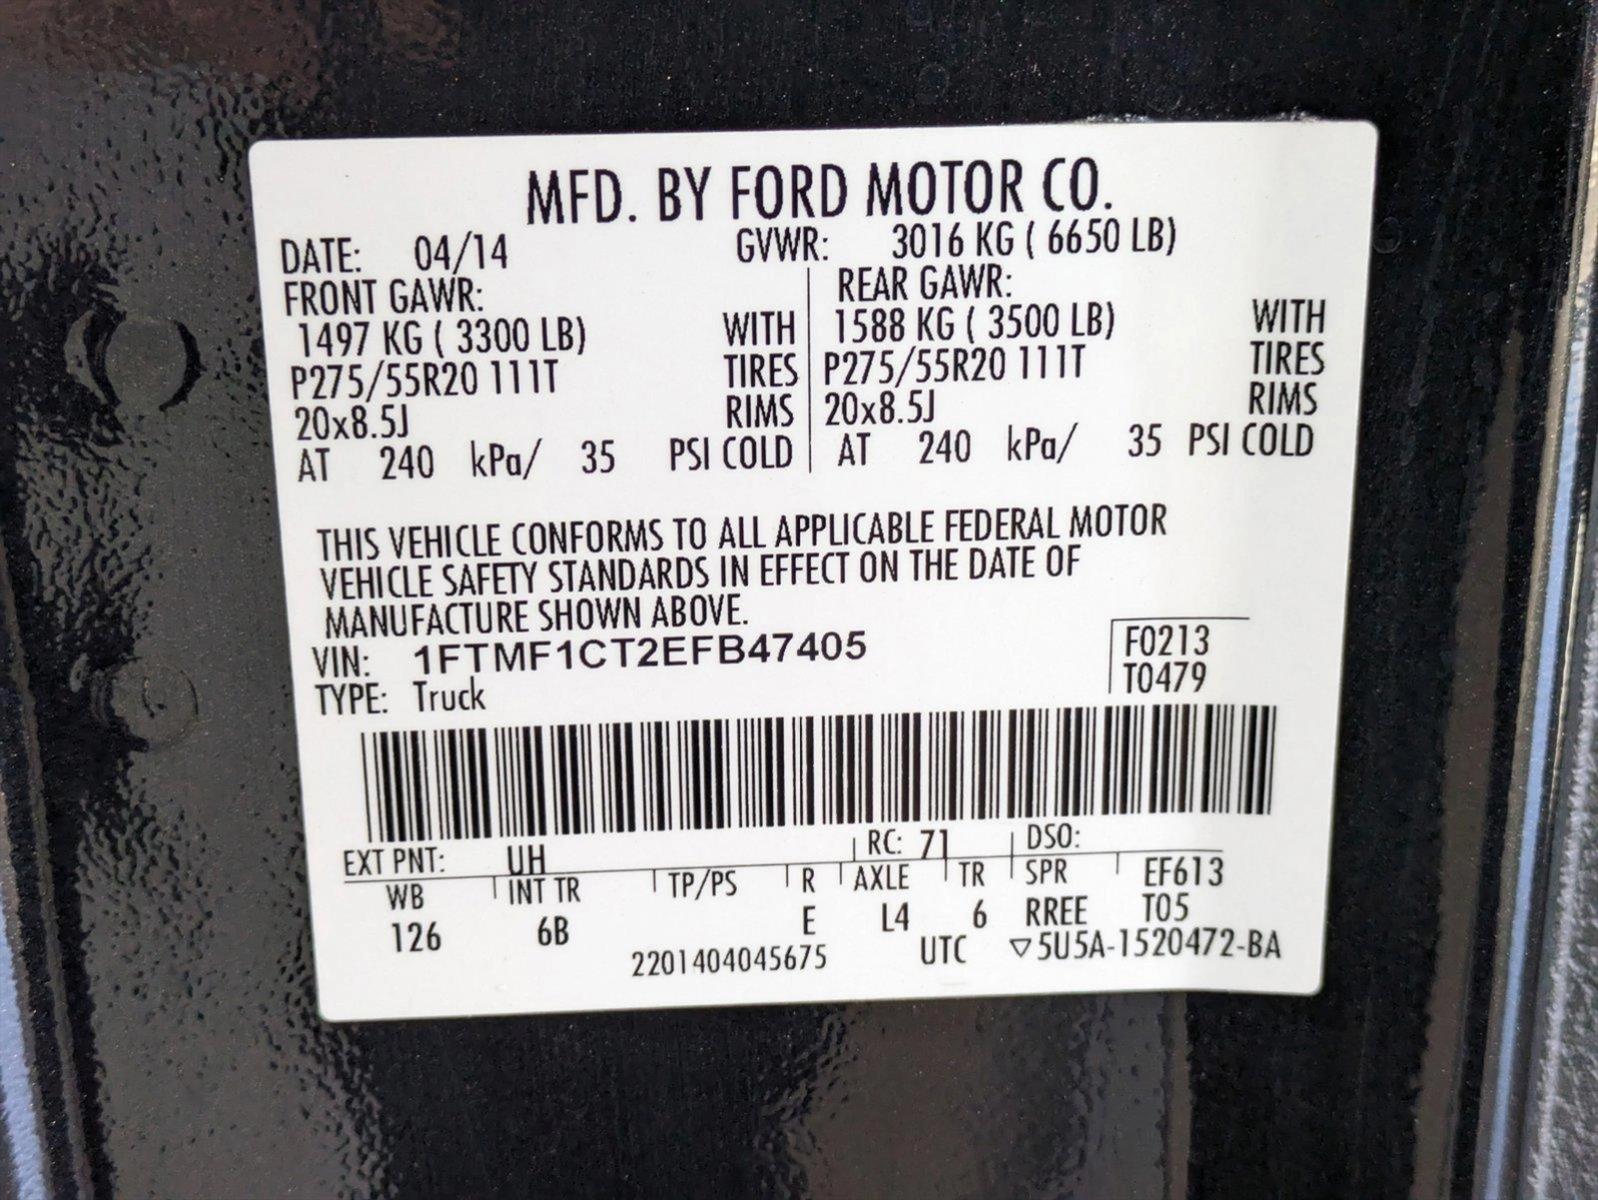 MFD. BY FORD MOTOR CO.
DATE: 04/14 GVWR: 3016 KG ( 6650 LB)
FRONT GAWR: REAR GAWR:
1497 KG ( 3300 LB) WITH 1588 KG ( 3500 LB) WITH
P275/55R20 111T TIRES P275/55R20 111T TIRES
20x8.5J RIMS 20x8.5J RIMS
AT 240 kPa/ 35 PSI COLD AT 240 kPa/ 35 PSI COLD
THIS VEHICLE CONFORMS TO ALL APPLICABLE FEDERAL MOTOR
VEHICLE SAFETY STANDARDS IN EFFECT ON THE DATE OF
MANUFACTURE SHOWN ABOVE.
VIN: 1FTMF1CT2EFB47405 F0213
TYPE: Truck T0479
EXT PNT: UH RC: 71 DSO:
WB INT TR TP/PS R AXLE TR SPR EF613
126 6B E L4 6 RREE T05
2201404045675 UTC ▽5U5A-1520472-BA